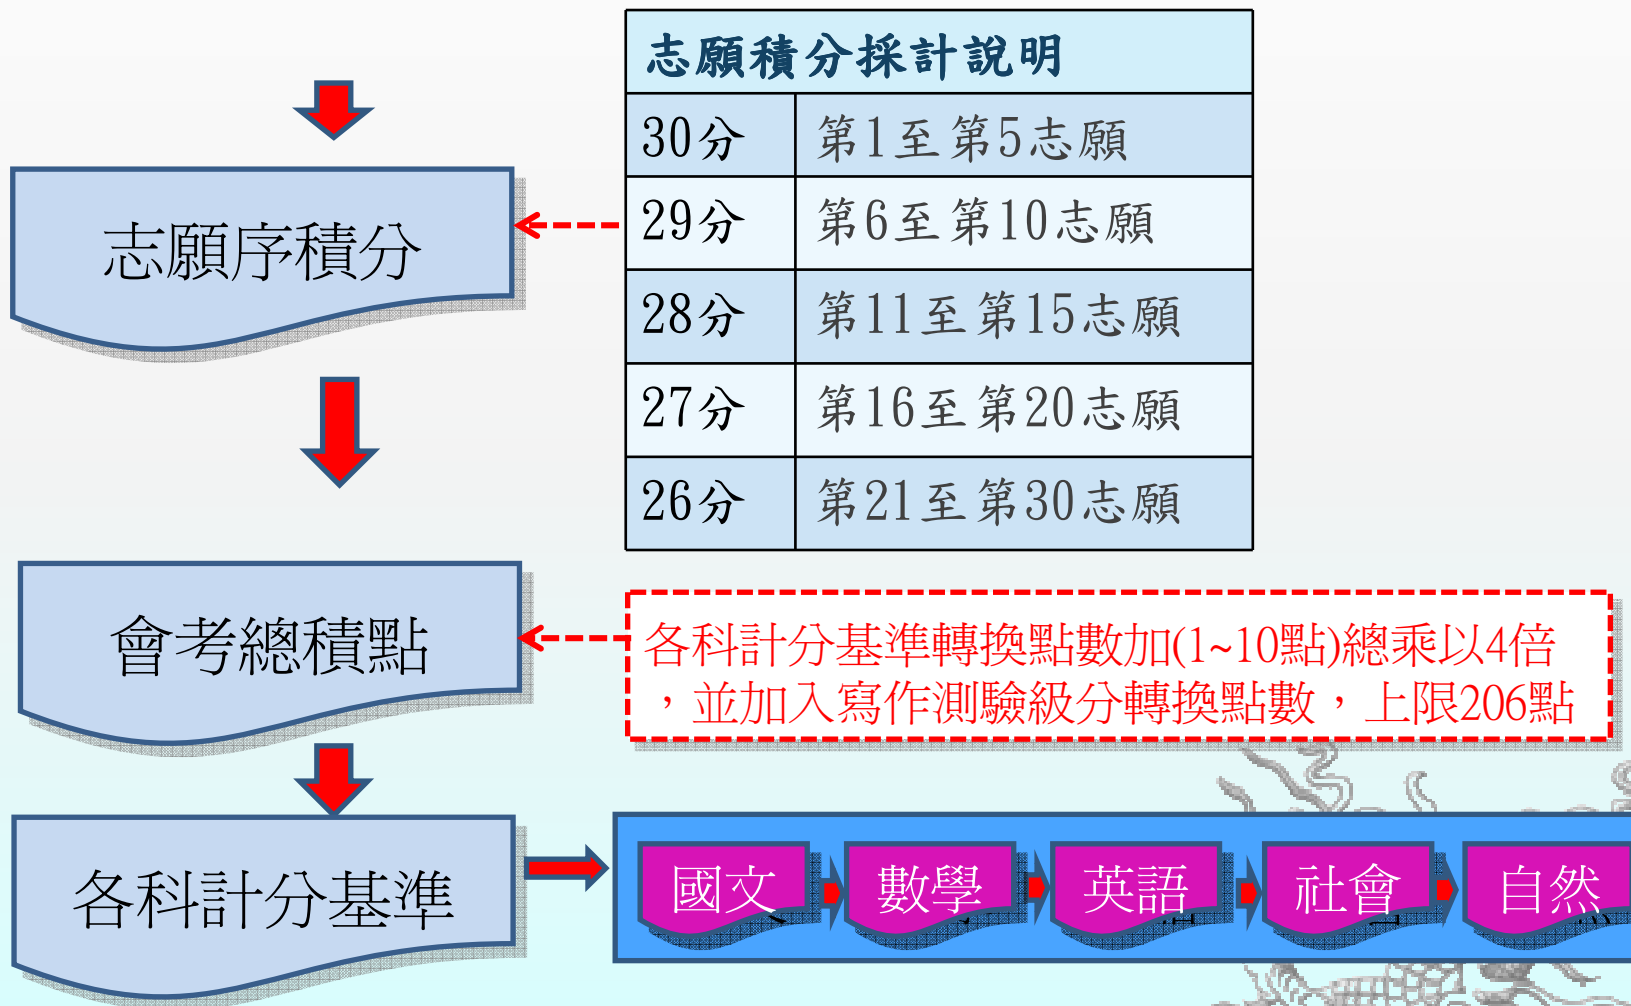 志願積分採計說明
30分 第1至第5志願
29分 第6至第10志願
28分 第11至第15志願
27分 第16至第20志願
26分 第21至第30志願
志願序積分
會考總積點
各科計分基準轉換點數加(1~10點)總乘以4倍
，並加入寫作測驗級分轉換點數，上限206點
各科計分基準
國文 數學 英語 社會 自然